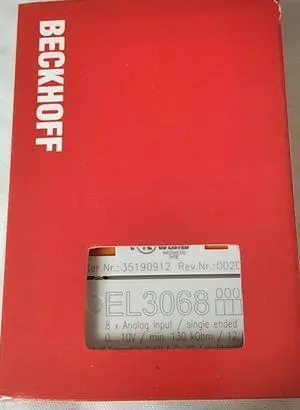 BECKHOFF
LISTED
Ser Nr.:35190912 Rev.Nr.:0020
EL3068
8 x Analog Input / single ended
0...10V / min. 130 kOhm / 12